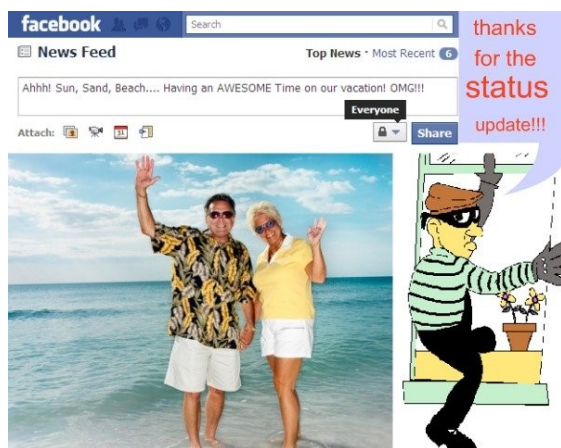 facebook
Search
News Feed
Top News · Most Recent 6
Ahhh! Sun, Sand, Beach.... Having an AWESOME Time on our vacation! OMG!!!
Everyone
Attach:
31
Share
thanks
for the
status
update!!!